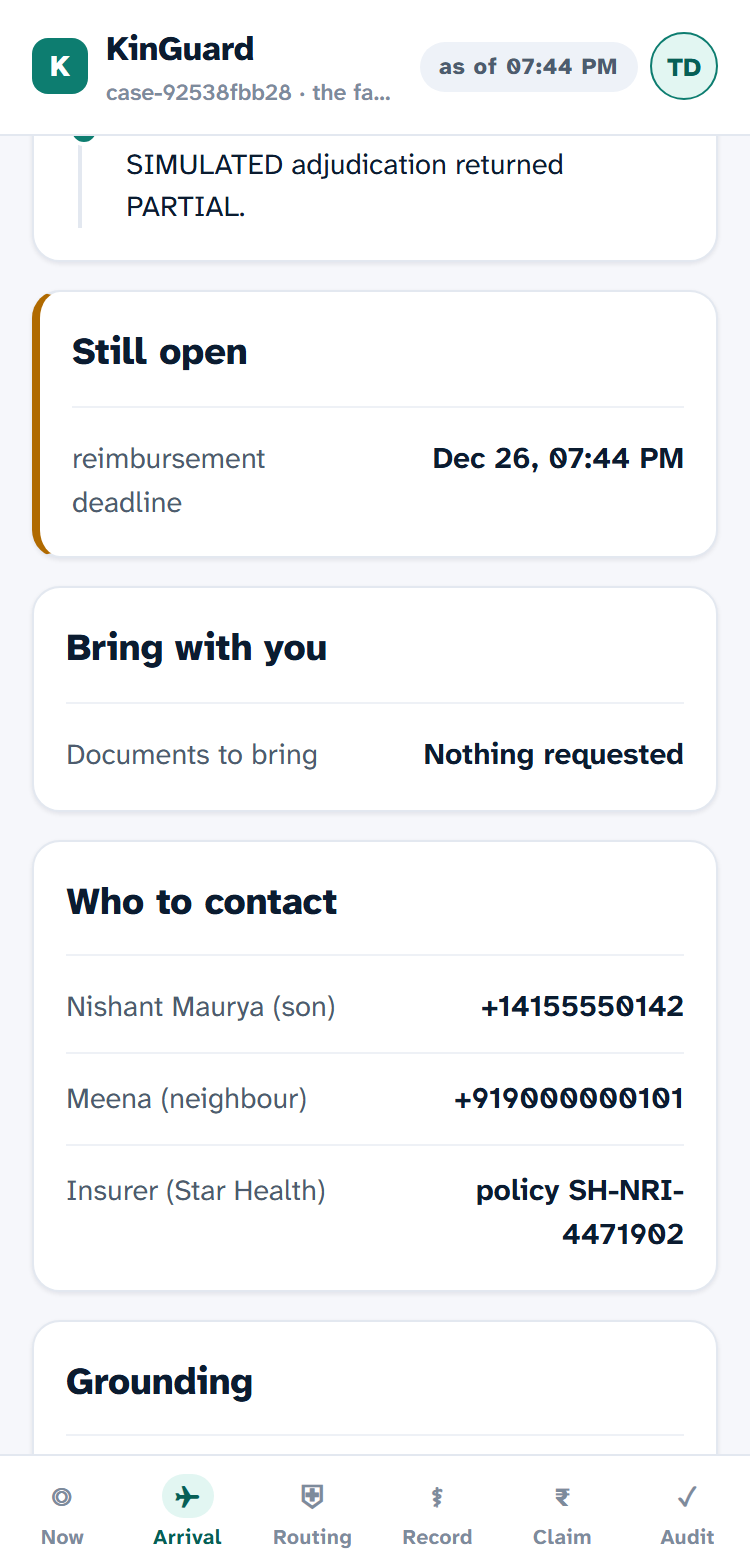 K
KinGuard
case-92538fbb28 · the fa...
as of 07:44 PM
TD
SIMULATED adjudication returned
PARTIAL.
Still open
reimbursement
deadline
Dec 26, 07:44 PM
Bring with you
Documents to bring
Nothing requested
Who to contact
Nishant Maurya (son)
+14155550142
Meena (neighbour)
+919000000101
Insurer (Star Health)
policy SH-NRI-
4471902
Grounding
Now
Arrival
Routing
Record
₹
Claim
Audit